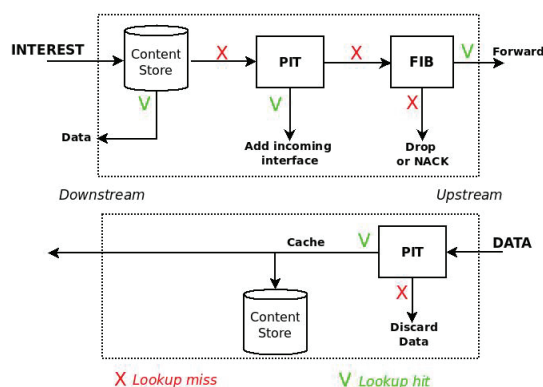 INTEREST
Content
Store
X
PIT
X
FIB
V
Forward
V
V
X
Data
Add incoming
interface
Drop
or NACK
Downstream
Upstream
Cache
V
PIT
DATA
X
Content
Store
Discard
Data
X Lookup miss
V Lookup hit